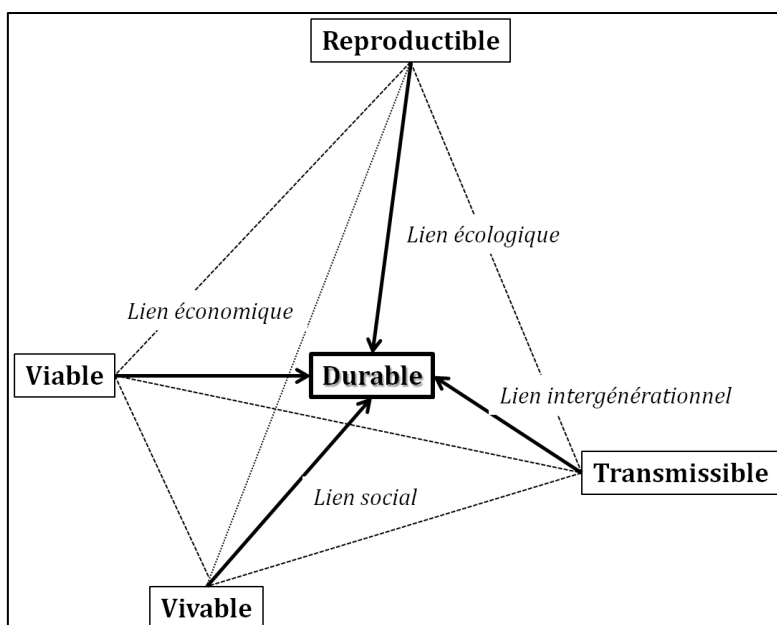 Reproductible
Lien écologique
Lien économique
Viable
Durable
Lien intergénérationnel
Transmissible
Lien social
Vivable